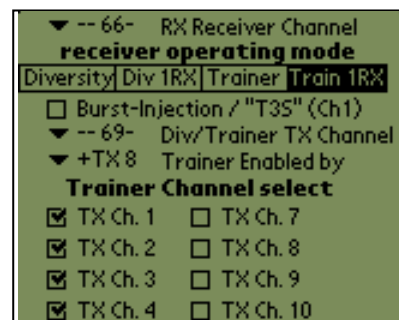 -- 66- RX Receiver Channel
receiver operating mode
Diversity Div 1RX Trainer Train 1RX
Burst-Injection / "T3S" (Ch1)
-- 69- Div/Trainer TX Channel
+TX 8 Trainer Enabled by
Trainer Channel select
TX Ch. 1 TX Ch. 7
TX Ch. 2 TX Ch. 8
TX Ch. 3 TX Ch. 9
TX Ch. 4 TX Ch. 10